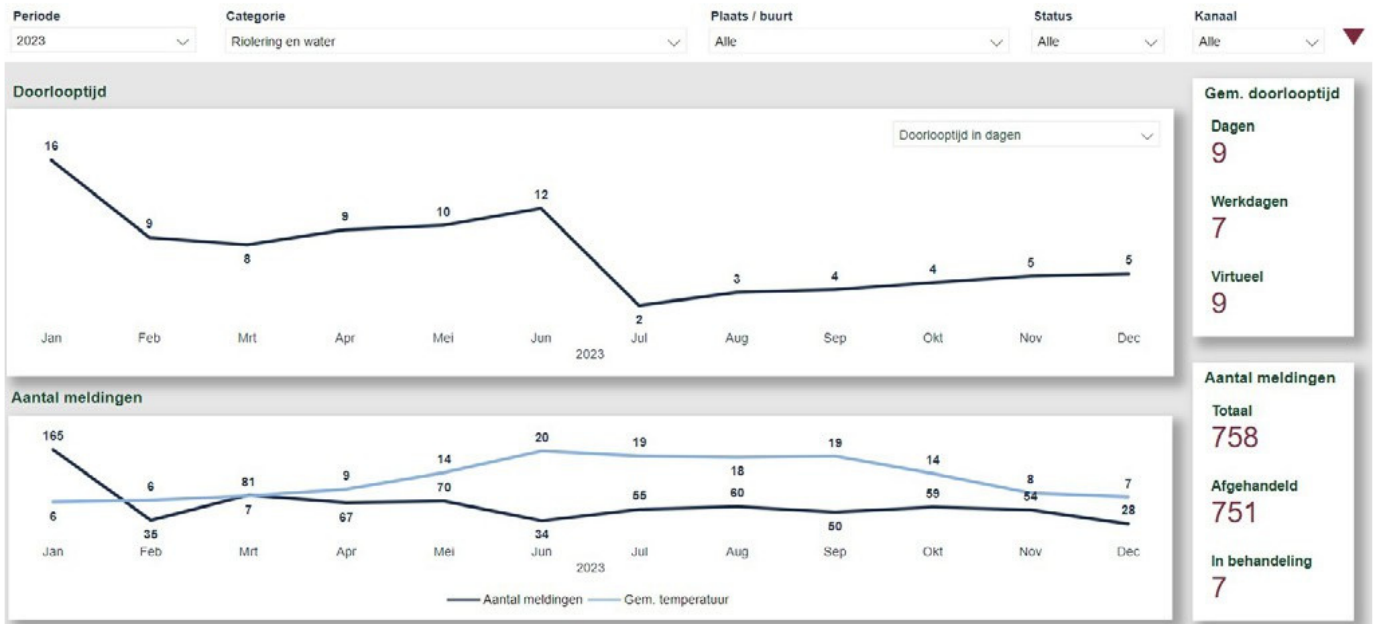 Periode Categorie Plaats / buurt Status Kanaal
2023 Riolering en water Alle Alle Alle
Doorlooptijd
Doorlooptijd in dagen
16 9 8 9 10 12 2 3 4 4 5 5
Jan Feb Mrt Apr Mei Jun Jul Aug Sep Okt Nov Dec
2023
Gem. doorlooptijd
Dagen
9
Werkdagen
7
Virtueel
9
Aantal meldingen
165 35 81 67 70 34 55 60 50 59 54 28
6 6 7 9 14 20 19 18 19 14 8 7
Jan Feb Mrt Apr Mei Jun Jul Aug Sep Okt Nov Dec
2023
Aantal meldingen Gem. temperatuur
Aantal meldingen
Totaal
758
Afgehandeld
751
In behandeling
7